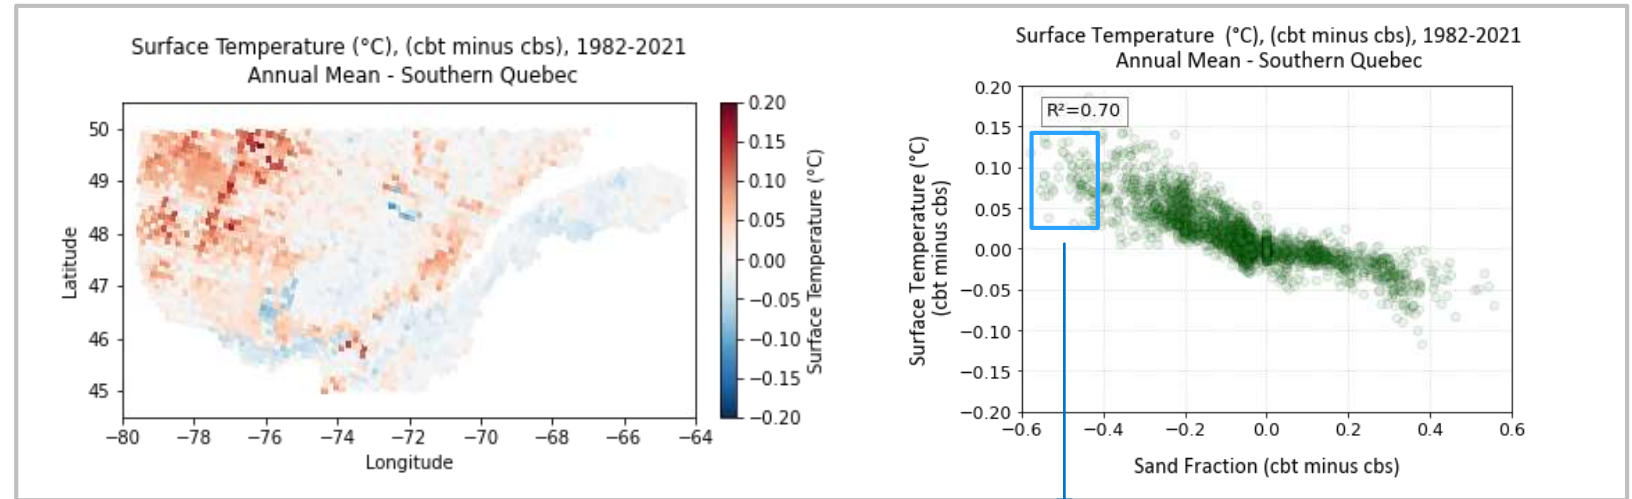 Surface Temperature (°C), (cbt minus cbs), 1982-2021
Annual Mean - Southern Quebec
50
49
48
47
46
45
Latitude
−80 −78 −76 −74 −72 −70 −68 −66 −64
Longitude
0.20
0.15
0.10
0.05
0.00
−0.05
−0.10
−0.15
−0.20
Surface Temperature (°C)
Surface Temperature (°C), (cbt minus cbs), 1982-2021
Annual Mean - Southern Quebec
R²=0.70
0.20
0.15
0.10
0.05
0.00
−0.05
−0.10
−0.15
−0.20
Surface Temperature (°C)
(cbt minus cbs)
−0.6 −0.4 −0.2 0.0 0.2 0.4 0.6
Sand Fraction (cbt minus cbs)